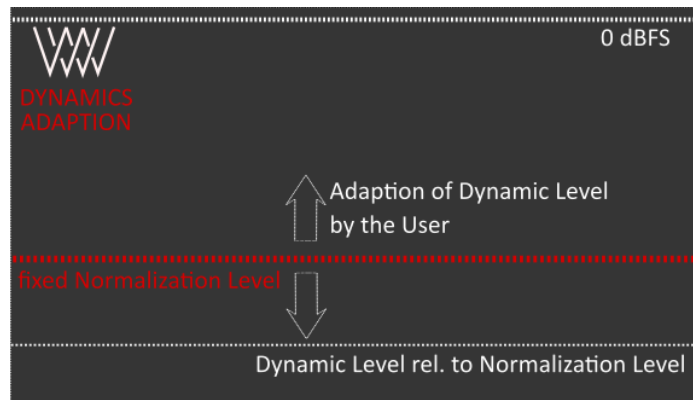 0 dBFS
DYNAMICS
ADAPTION
Adaption of Dynamic Level
by the User
fixed Normalization Level
Dynamic Level rel. to Normalization Level